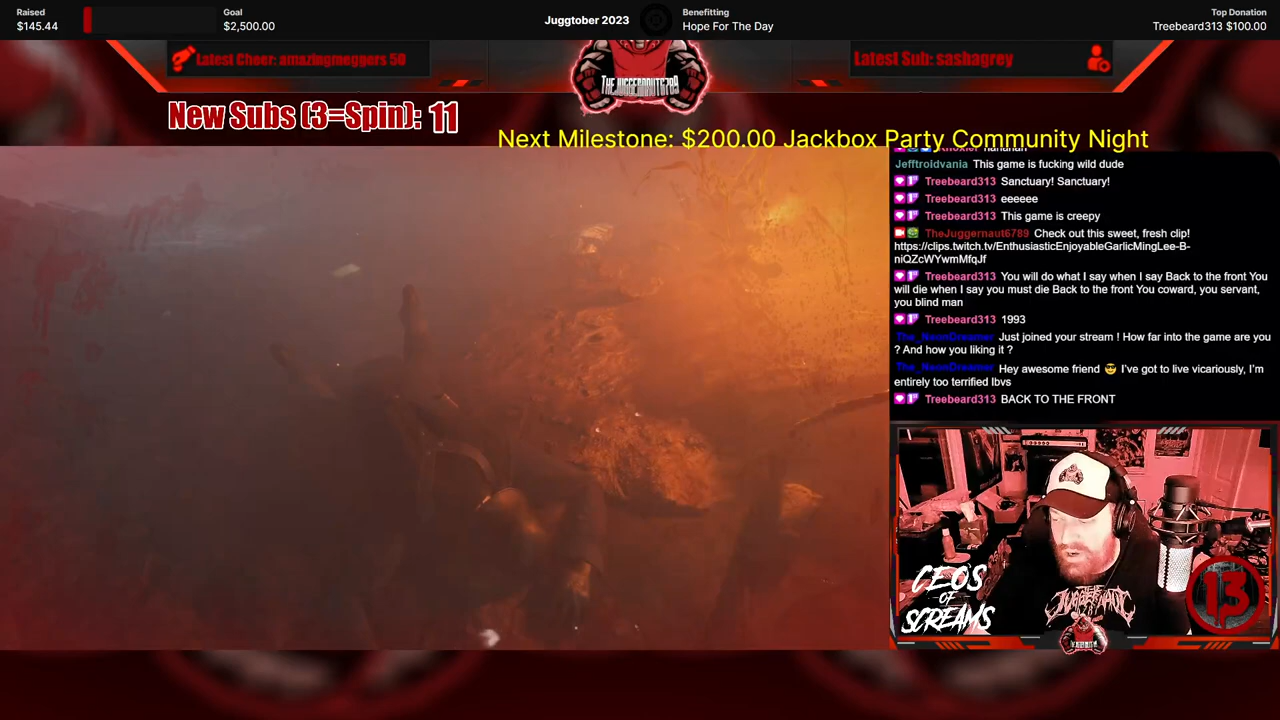 Raised
$145.44
Goal
$2,500.00
Juggtober 2023
Benefitting
Hope For The Day
Top Donation
Treebeard313 $100.00
Latest Cheer: amazingmeggers 50
THEJUGGERNAUT6789
Latest Sub: sashagrey
New Subs (3=Spin): 11
Next Milestone: $200.00 Jackbox Party Community Night
Jefftroidvania This game is fucking wild dude
Treebeard313 Sanctuary! Sanctuary!
Treebeard313 eeeeee
Treebeard313 This game is creepy
TheJuggernaut6789 Check out this sweet, fresh clip!
https://clips.twitch.tv/EnthusiasticEnjoyableGarlicMingLee-B-
niQZcWYwmMfqJf
Treebeard313 You will do what I say when I say Back to the front You
will die when I say you must die Back to the front You coward, you servant,
you blind man
Treebeard313 1993
The_NeonDreamer Just joined your stream ! How far into the game are you
? And how you liking it ?
The_NeonDreamer Hey awesome friend 😎 I've got to live vicariously, I'm
entirely too terrified lbvs
Treebeard313 BACK TO THE FRONT
CEOS
OF
SCREAMS
THE
JUGGERNAUT
13